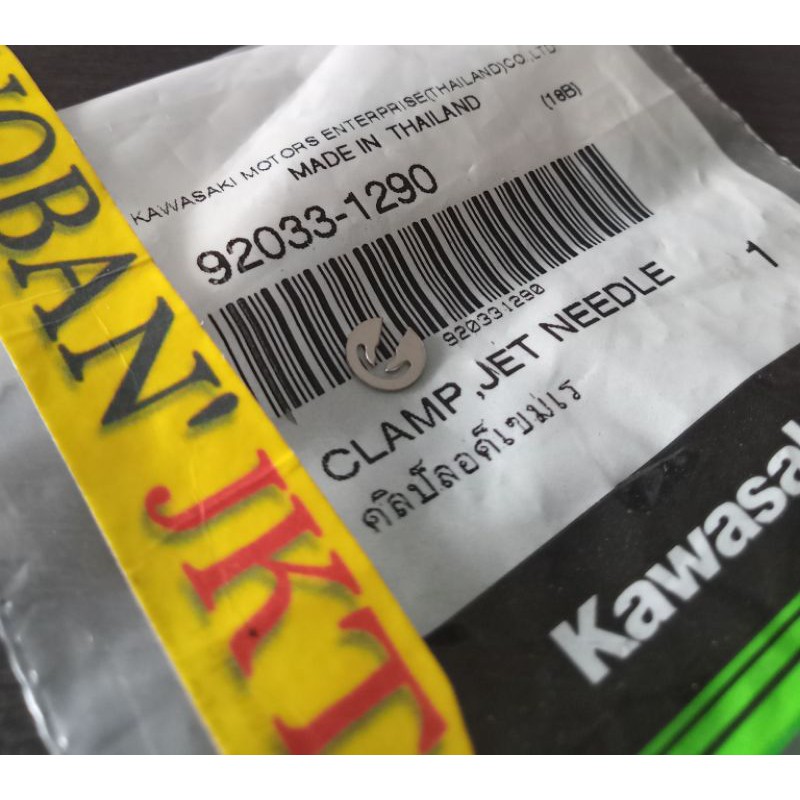 KAWASAKI MOTORS ENTERPRISE(THAILAND)CO.,LTD
MADE IN THAILAND
(16B)
92033-1290
920331290
CLAMP ,JET NEEDLE
1
คลิปล๊อคเข็มเร
Kawasa
OBAN' JKT